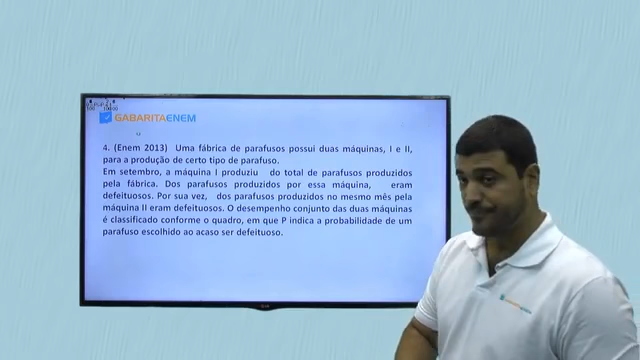 GABARITAENEM
4. (Enem 2013) Uma fábrica de parafusos possui duas máquinas, I e II,
para a produção de certo tipo de parafuso.
Em setembro, a máquina I produziu do total de parafusos produzidos
pela fábrica. Dos parafusos produzidos por essa máquina, eram
defeituosos. Por sua vez, dos parafusos produzidos no mesmo mês pela
máquina II eram defeituosos. O desempenho conjunto das duas máquinas
é classificado conforme o quadro, em que P indica a probabilidade de um
parafuso escolhido ao acaso ser defeituoso.
GABARITAENEM